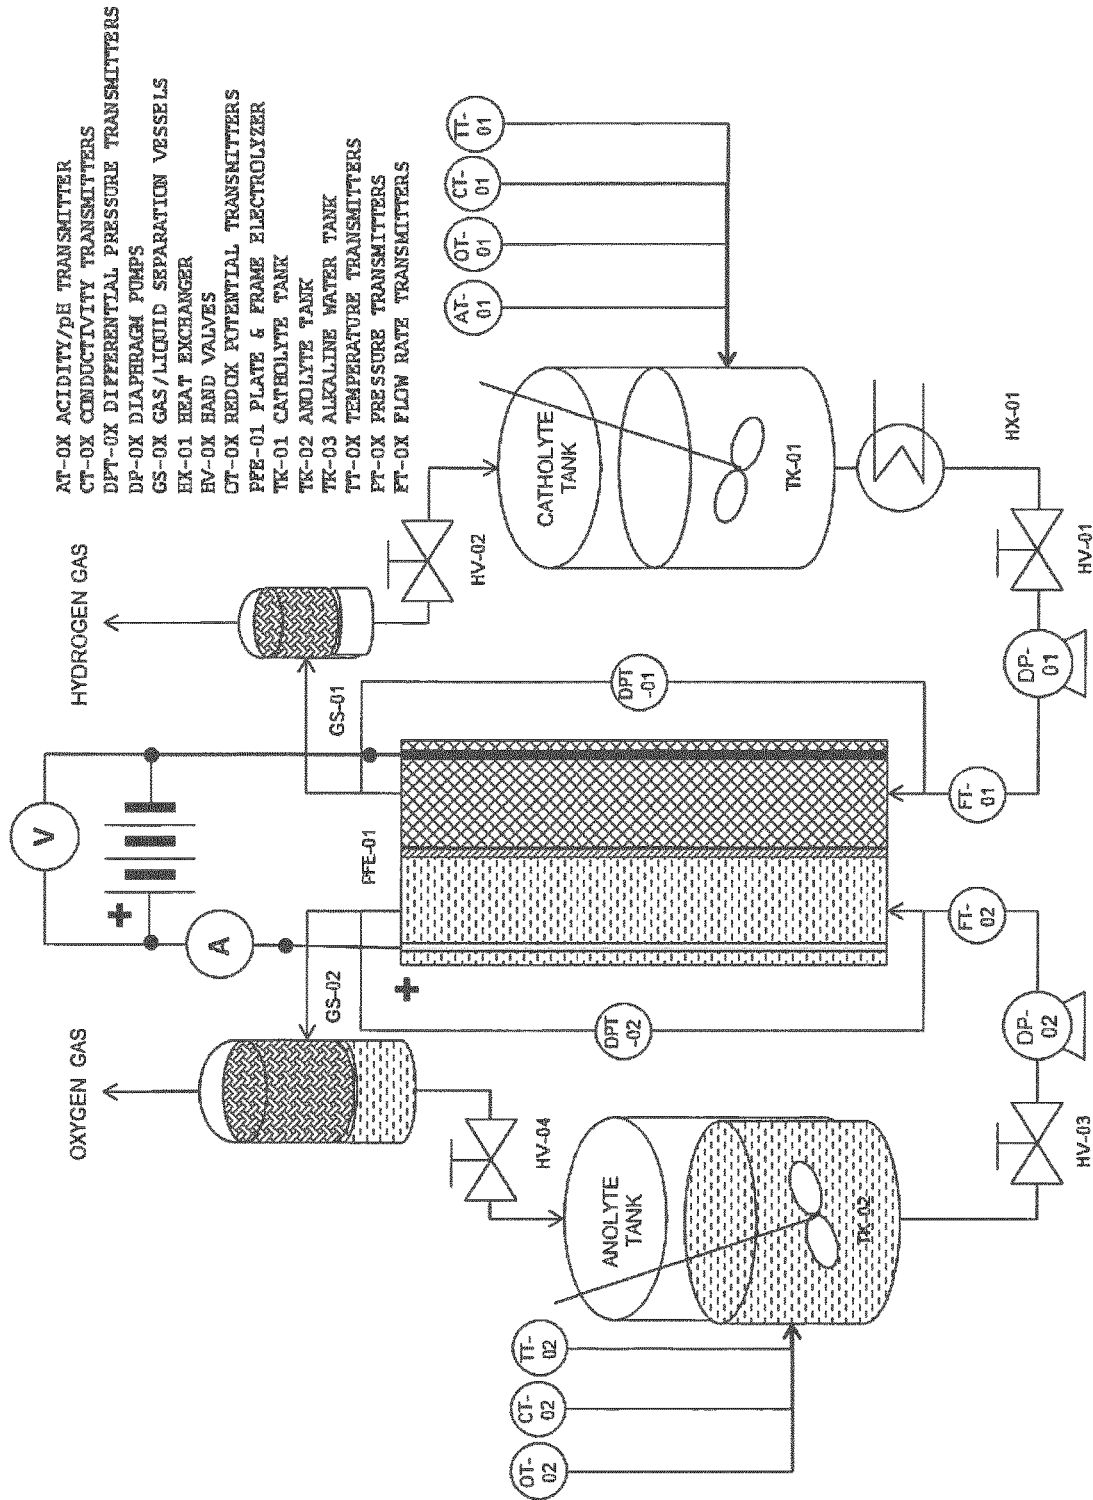 OXYGEN GAS
V
HYDROGEN GAS
AT-0X ACIDITY/pH TRANSMITTER
CT-0X CONDUCTIVITY TRANSMITTERS
DPT-0X DIFFERENTIAL PRESSURE TRANSMITTERS
DP-0X DIAPHRAGM PUMPS
GS-0X GAS/LIQUID SEPARATION VESSELS
HX-01 HEAT EXCHANGER
HV-0X HAND VALVES
OT-0X REDOX POTENTIAL TRANSMITTERS
PFE-01 PLATE & FRAME ELECTROLYZER
TK-01 CATHOLYTE TANK
TK-02 ANOLYTE TANK
TK-03 ALKALINE WATER TANK
TT-0X TEMPERATURE TRANSMITTERS
PT-0X PRESSURE TRANSMITTERS
FT-0X FLOW RATE TRANSMITTERS
+
A
GS-02
GS-01
PFE-01
+
HV-04
HV-02
AT-
01
OT-
01
CT-
01
TT-
01
OT-
02
CT-
02
TT-
02
ANOLYTE
TANK
CATHOLYTE
TANK
DPT
-02
DPT
-01
TK-02
TK-01
FT-
02
FT-
01
HX-01
DP-
02
DP-
01
HV-03
HV-01